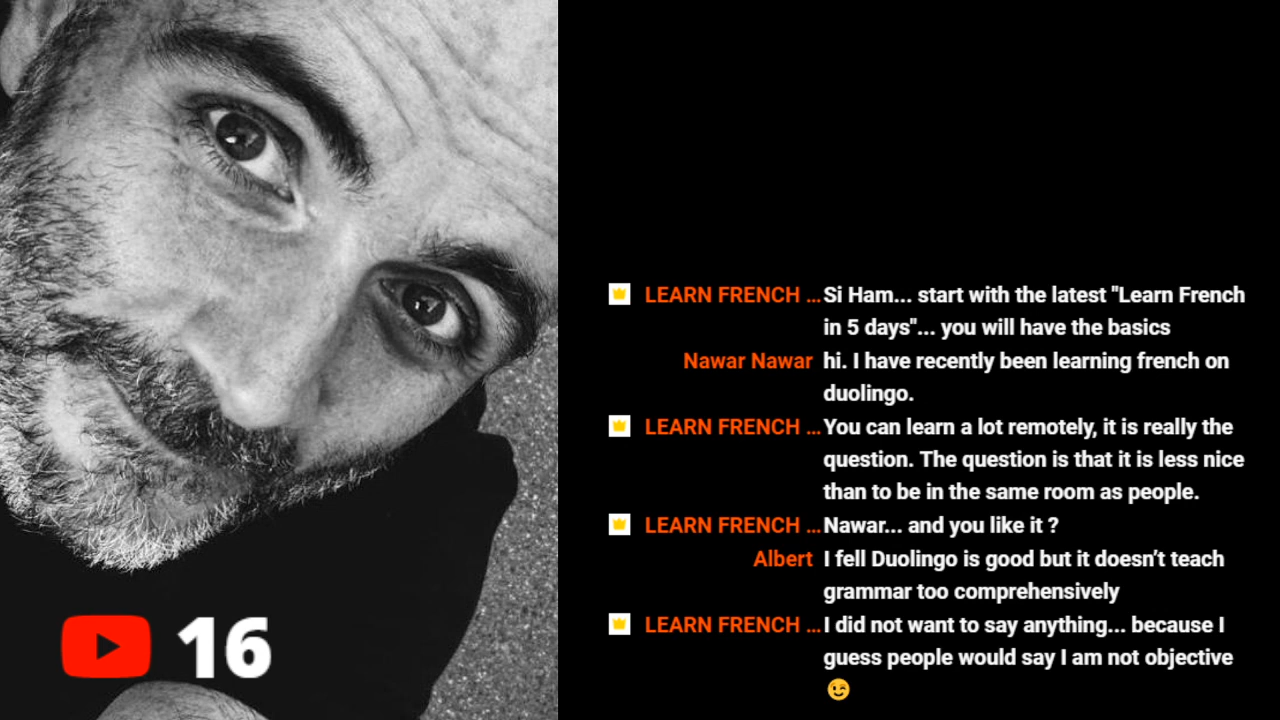 LEARN FRENCH ... Si Ham... start with the latest "Learn French
in 5 days"... you will have the basics
Nawar Nawar hi. I have recently been learning french on
duolingo.
LEARN FRENCH ... You can learn a lot remotely, it is really the
question. The question is that it is less nice
than to be in the same room as people.
LEARN FRENCH ... Nawar... and you like it ?
Albert I fell Duolingo is good but it doesn't teach
grammar too comprehensively
LEARN FRENCH ... I did not want to say anything... because I
guess people would say I am not objective
😉
16